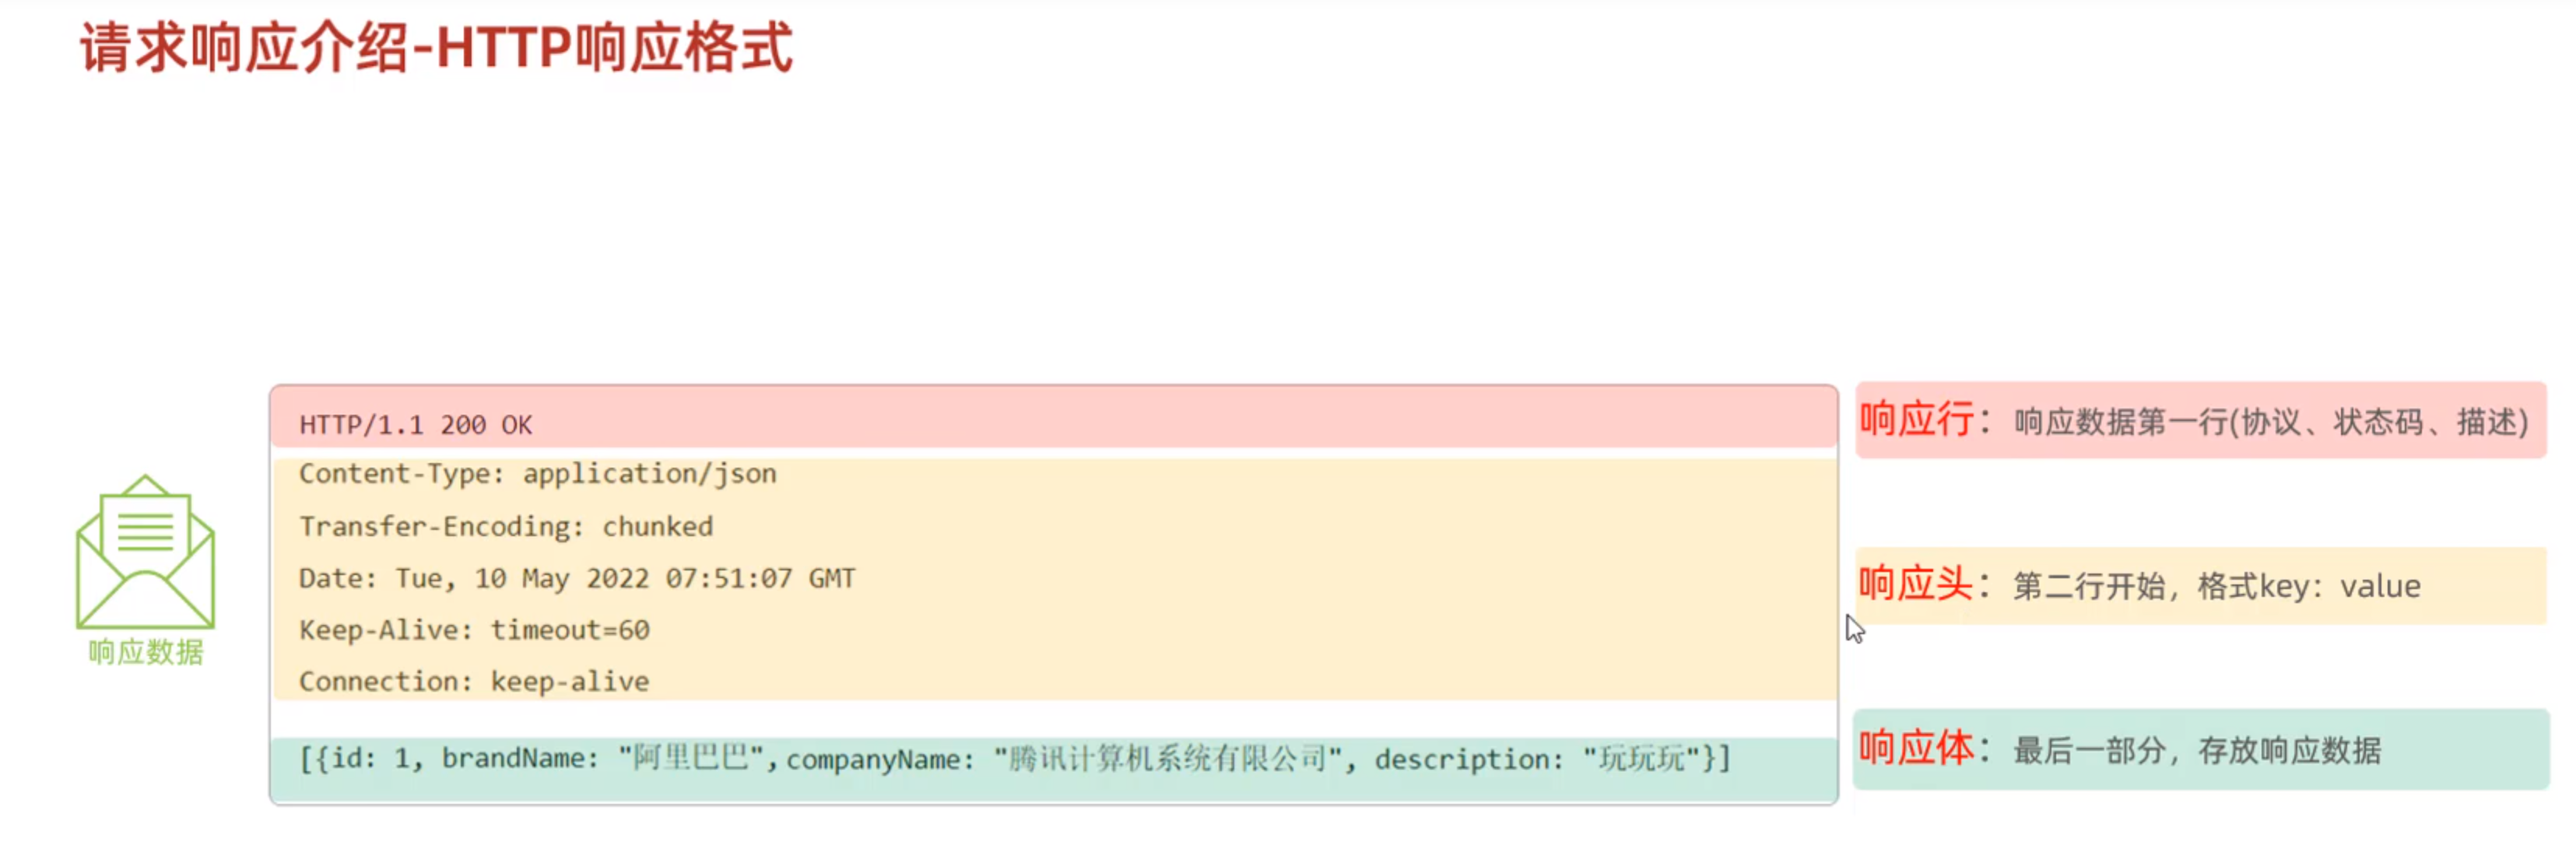 请求响应介绍-HTTP响应格式
HTTP/1.1 200 OK
响应行：响应数据第一行(协议、状态码、描述)
Content-Type: application/json
Transfer-Encoding: chunked
Date: Tue, 10 May 2022 07:51:07 GMT
Keep-Alive: timeout=60
Connection: keep-alive
响应头：第二行开始，格式key：value
响应数据
[{id: 1, brandName: "阿里巴巴",companyName: "腾讯计算机系统有限公司", description: "玩玩玩"}]
响应体：最后一部分，存放响应数据